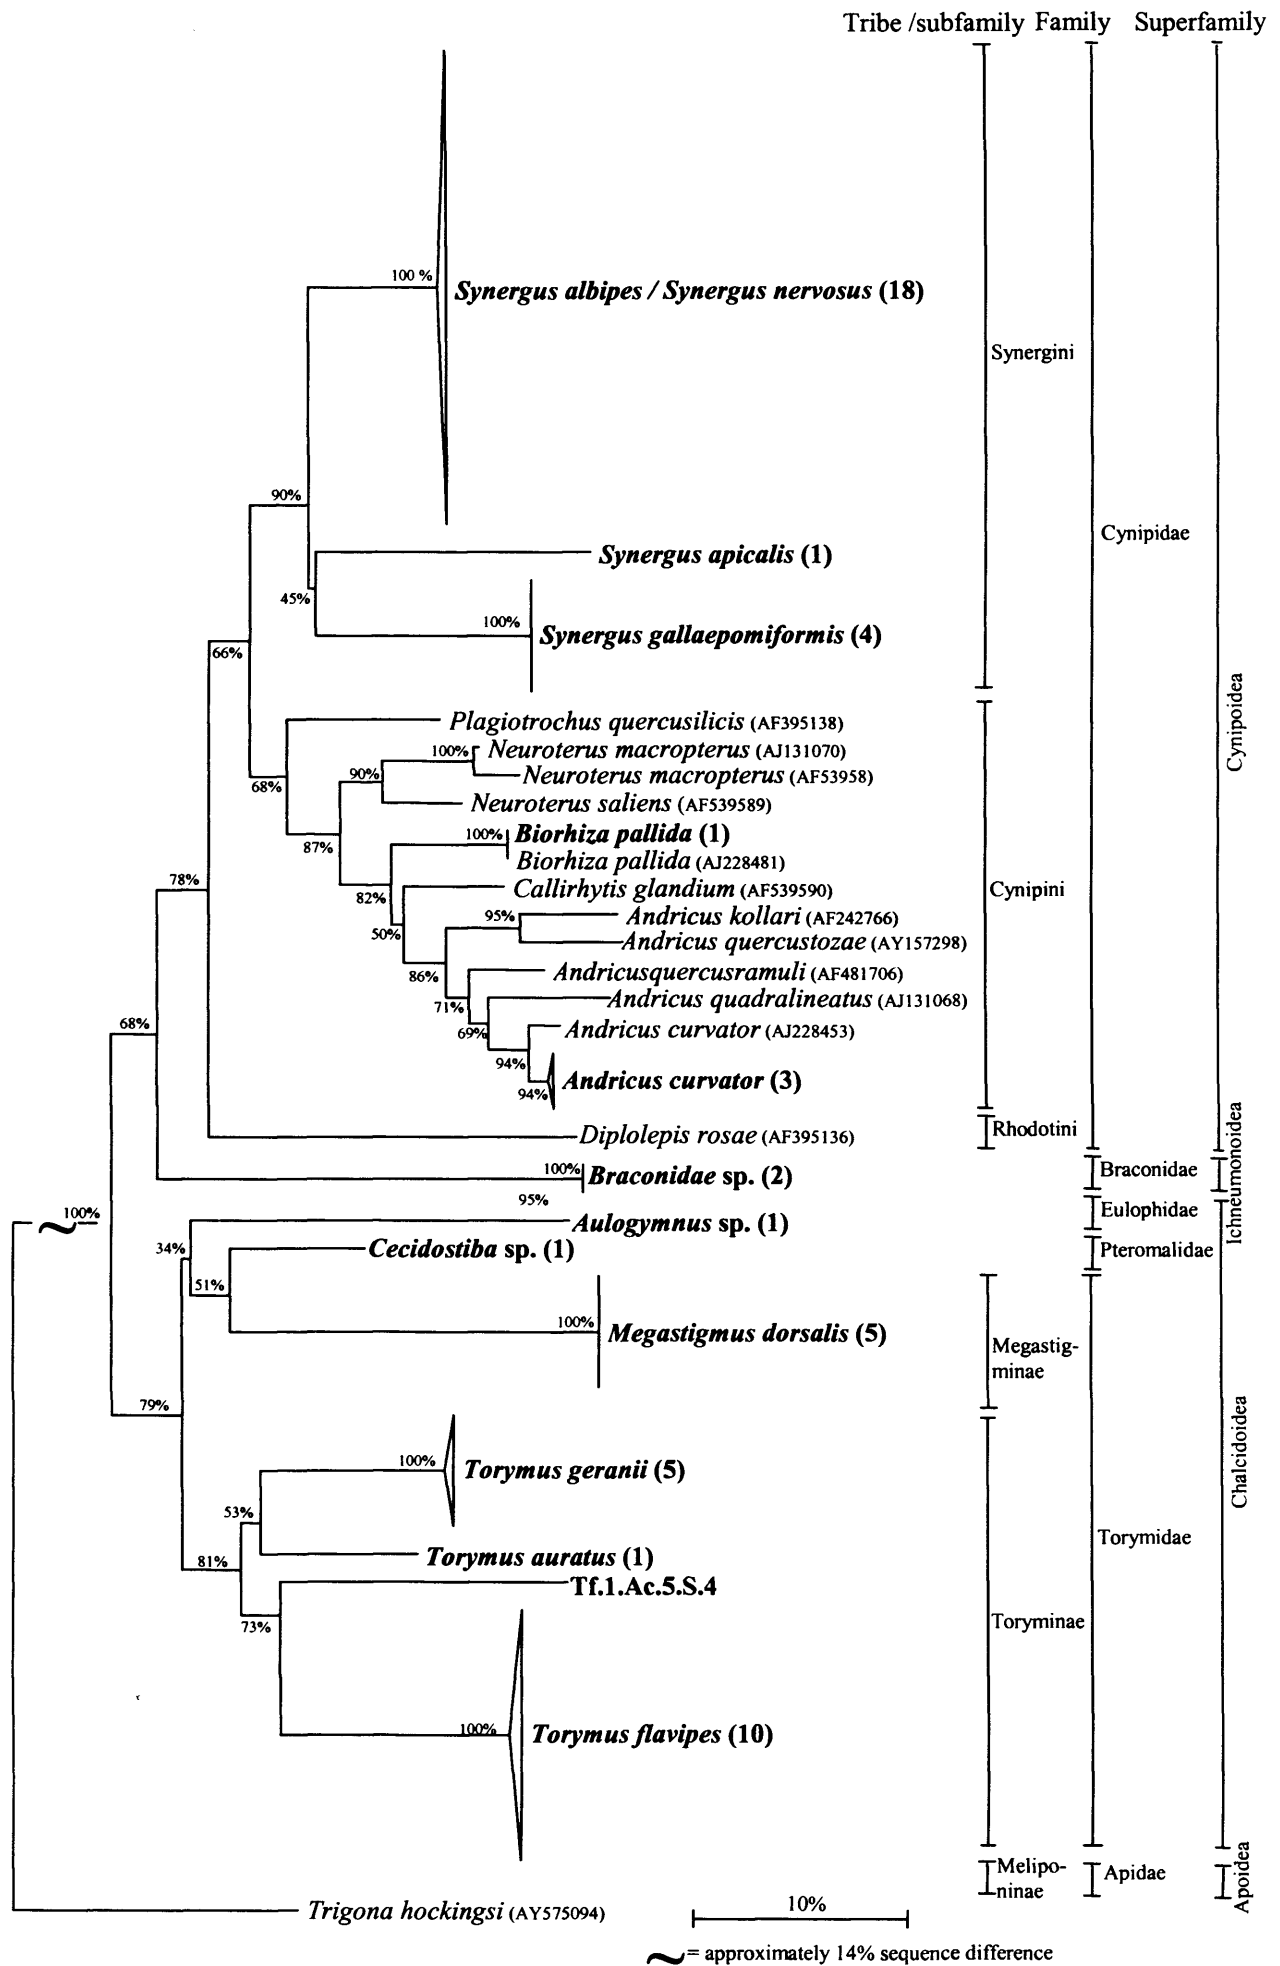 Tribe /subfamily Family Superfamily
100 %
Synergus albipes / Synergus nervosus (18)
Synergini
90%
Cynipidae
Synergus apicalis (1)
45%
100%
Synergus gallaepomiformis (4)
66%
Cynipoidea
Plagiotrochus quercusilicis (AF395138)
100%
Neuroterus macropterus (AJ131070)
90%
Neuroterus macropterus (AF53958)
68%
Neuroterus saliens (AF539589)
100%
Biorhiza pallida (1)
87%
Biorhiza pallida (AJ228481)
78%
Callirhytis glandium (AF539590)
Cynipini
82%
95%
Andricus kollari (AF242766)
50%
Andricus quercustozae (AY157298)
86%
Andricusquercusramuli (AF481706)
71%
Andricus quadralineatus (AJ131068)
68%
69%
Andricus curvator (AJ228453)
94%
Andricus curvator (3)
94%
Diplolepis rosae (AF395136)
Rhodotini
Ichneumonoidea
100%
Braconidae sp. (2)
Braconidae
95%
100%
Aulogymnus sp. (1)
Eulophidae
34%
Cecidostiba sp. (1)
Pteromalidae
51%
100%
Megastigmus dorsalis (5)
Megastig-
minae
79%
Chalcidoidea
100%
Torymus geranii (5)
53%
Torymidae
81%
Torymus auratus (1)
Tf.1.Ac.5.S.4
73%
Toryminae
100%
Torymus flavipes (10)
Melipo-
ninae
Apidae
Apoidea
Trigona hockingsi (AY575094)
10%
= approximately 14% sequence difference